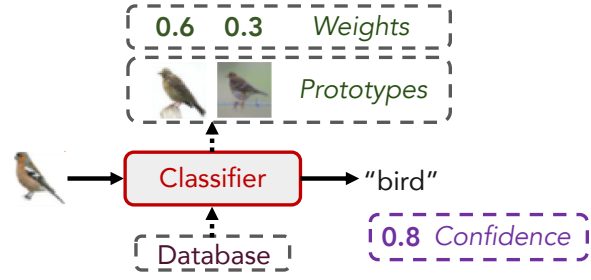 0.6 0.3 Weights
Prototypes
Classifier
“bird”
0.8 Confidence
Database